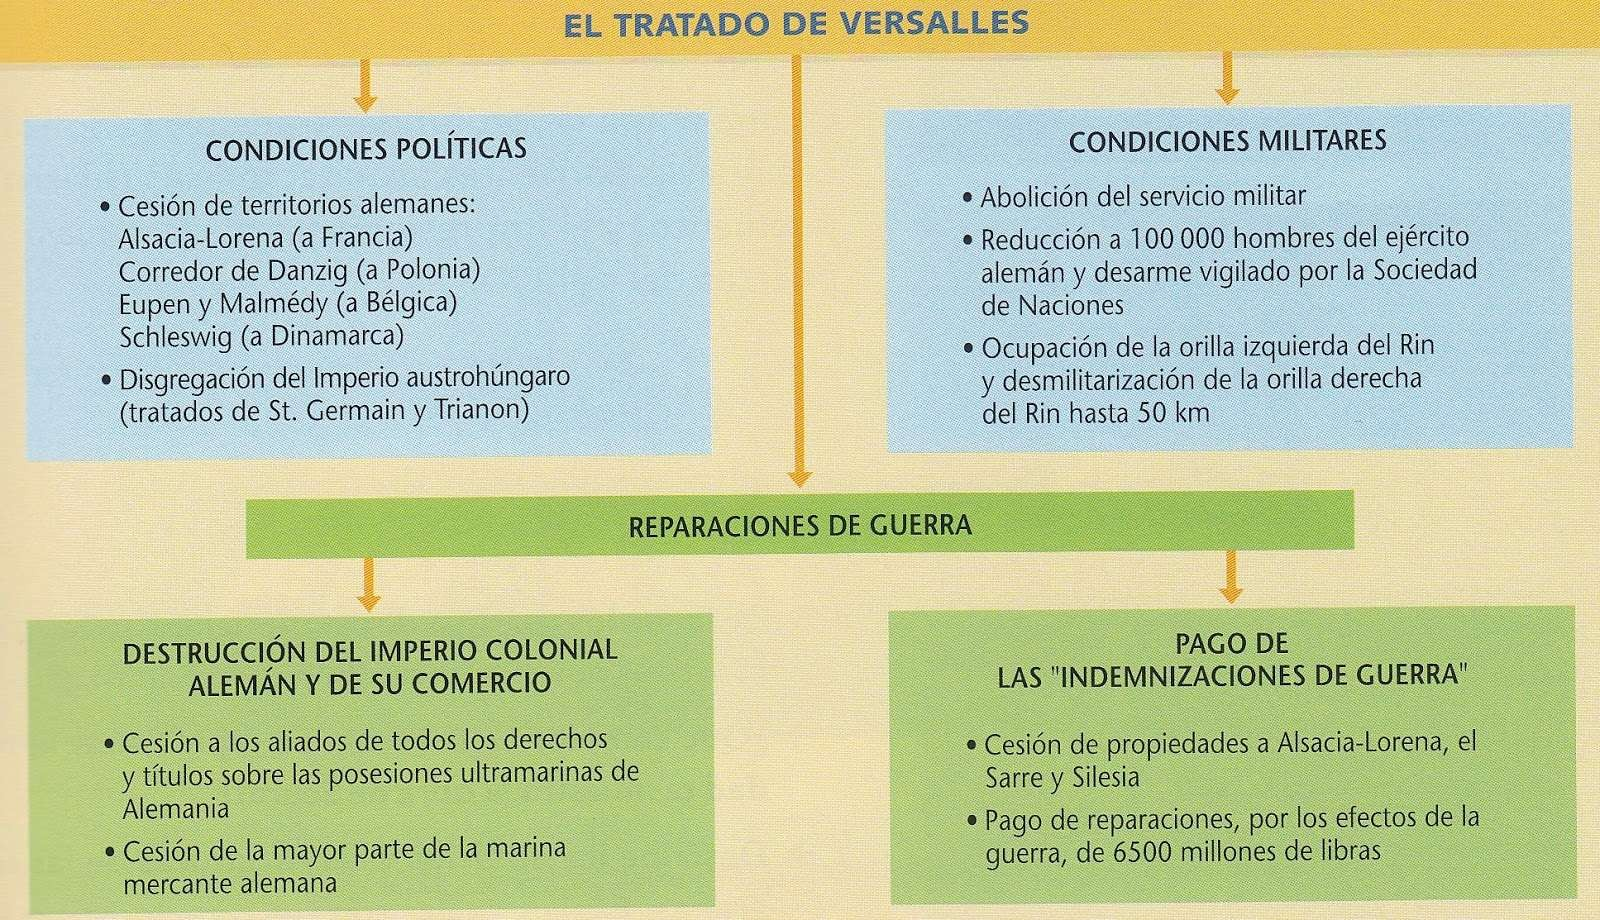 EL TRATADO DE VERSALLES
CONDICIONES POLÍTICAS
• Cesión de territorios alemanes:
Alsacia-Lorena (a Francia)
Corredor de Danzig (a Polonia)
Eupen y Malmédy (a Bélgica)
Schleswig (a Dinamarca)
• Disgregación del Imperio austrohúngaro
(tratados de St. Germain y Trianon)
CONDICIONES MILITARES
• Abolición del servicio militar
• Reducción a 100 000 hombres del ejército
alemán y desarme vigilado por la Sociedad
de Naciones
• Ocupación de la orilla izquierda del Rin
y desmilitarización de la orilla derecha
del Rin hasta 50 km
REPARACIONES DE GUERRA
DESTRUCCIÓN DEL IMPERIO COLONIAL
ALEMÁN Y DE SU COMERCIO
• Cesión a los aliados de todos los derechos
y títulos sobre las posesiones ultramarinas de
Alemania
• Cesión de la mayor parte de la marina
mercante alemana
PAGO DE
LAS "INDEMNIZACIONES DE GUERRA"
• Cesión de propiedades a Alsacia-Lorena, el
Sarre y Silesia
• Pago de reparaciones, por los efectos de la
guerra, de 6500 millones de libras